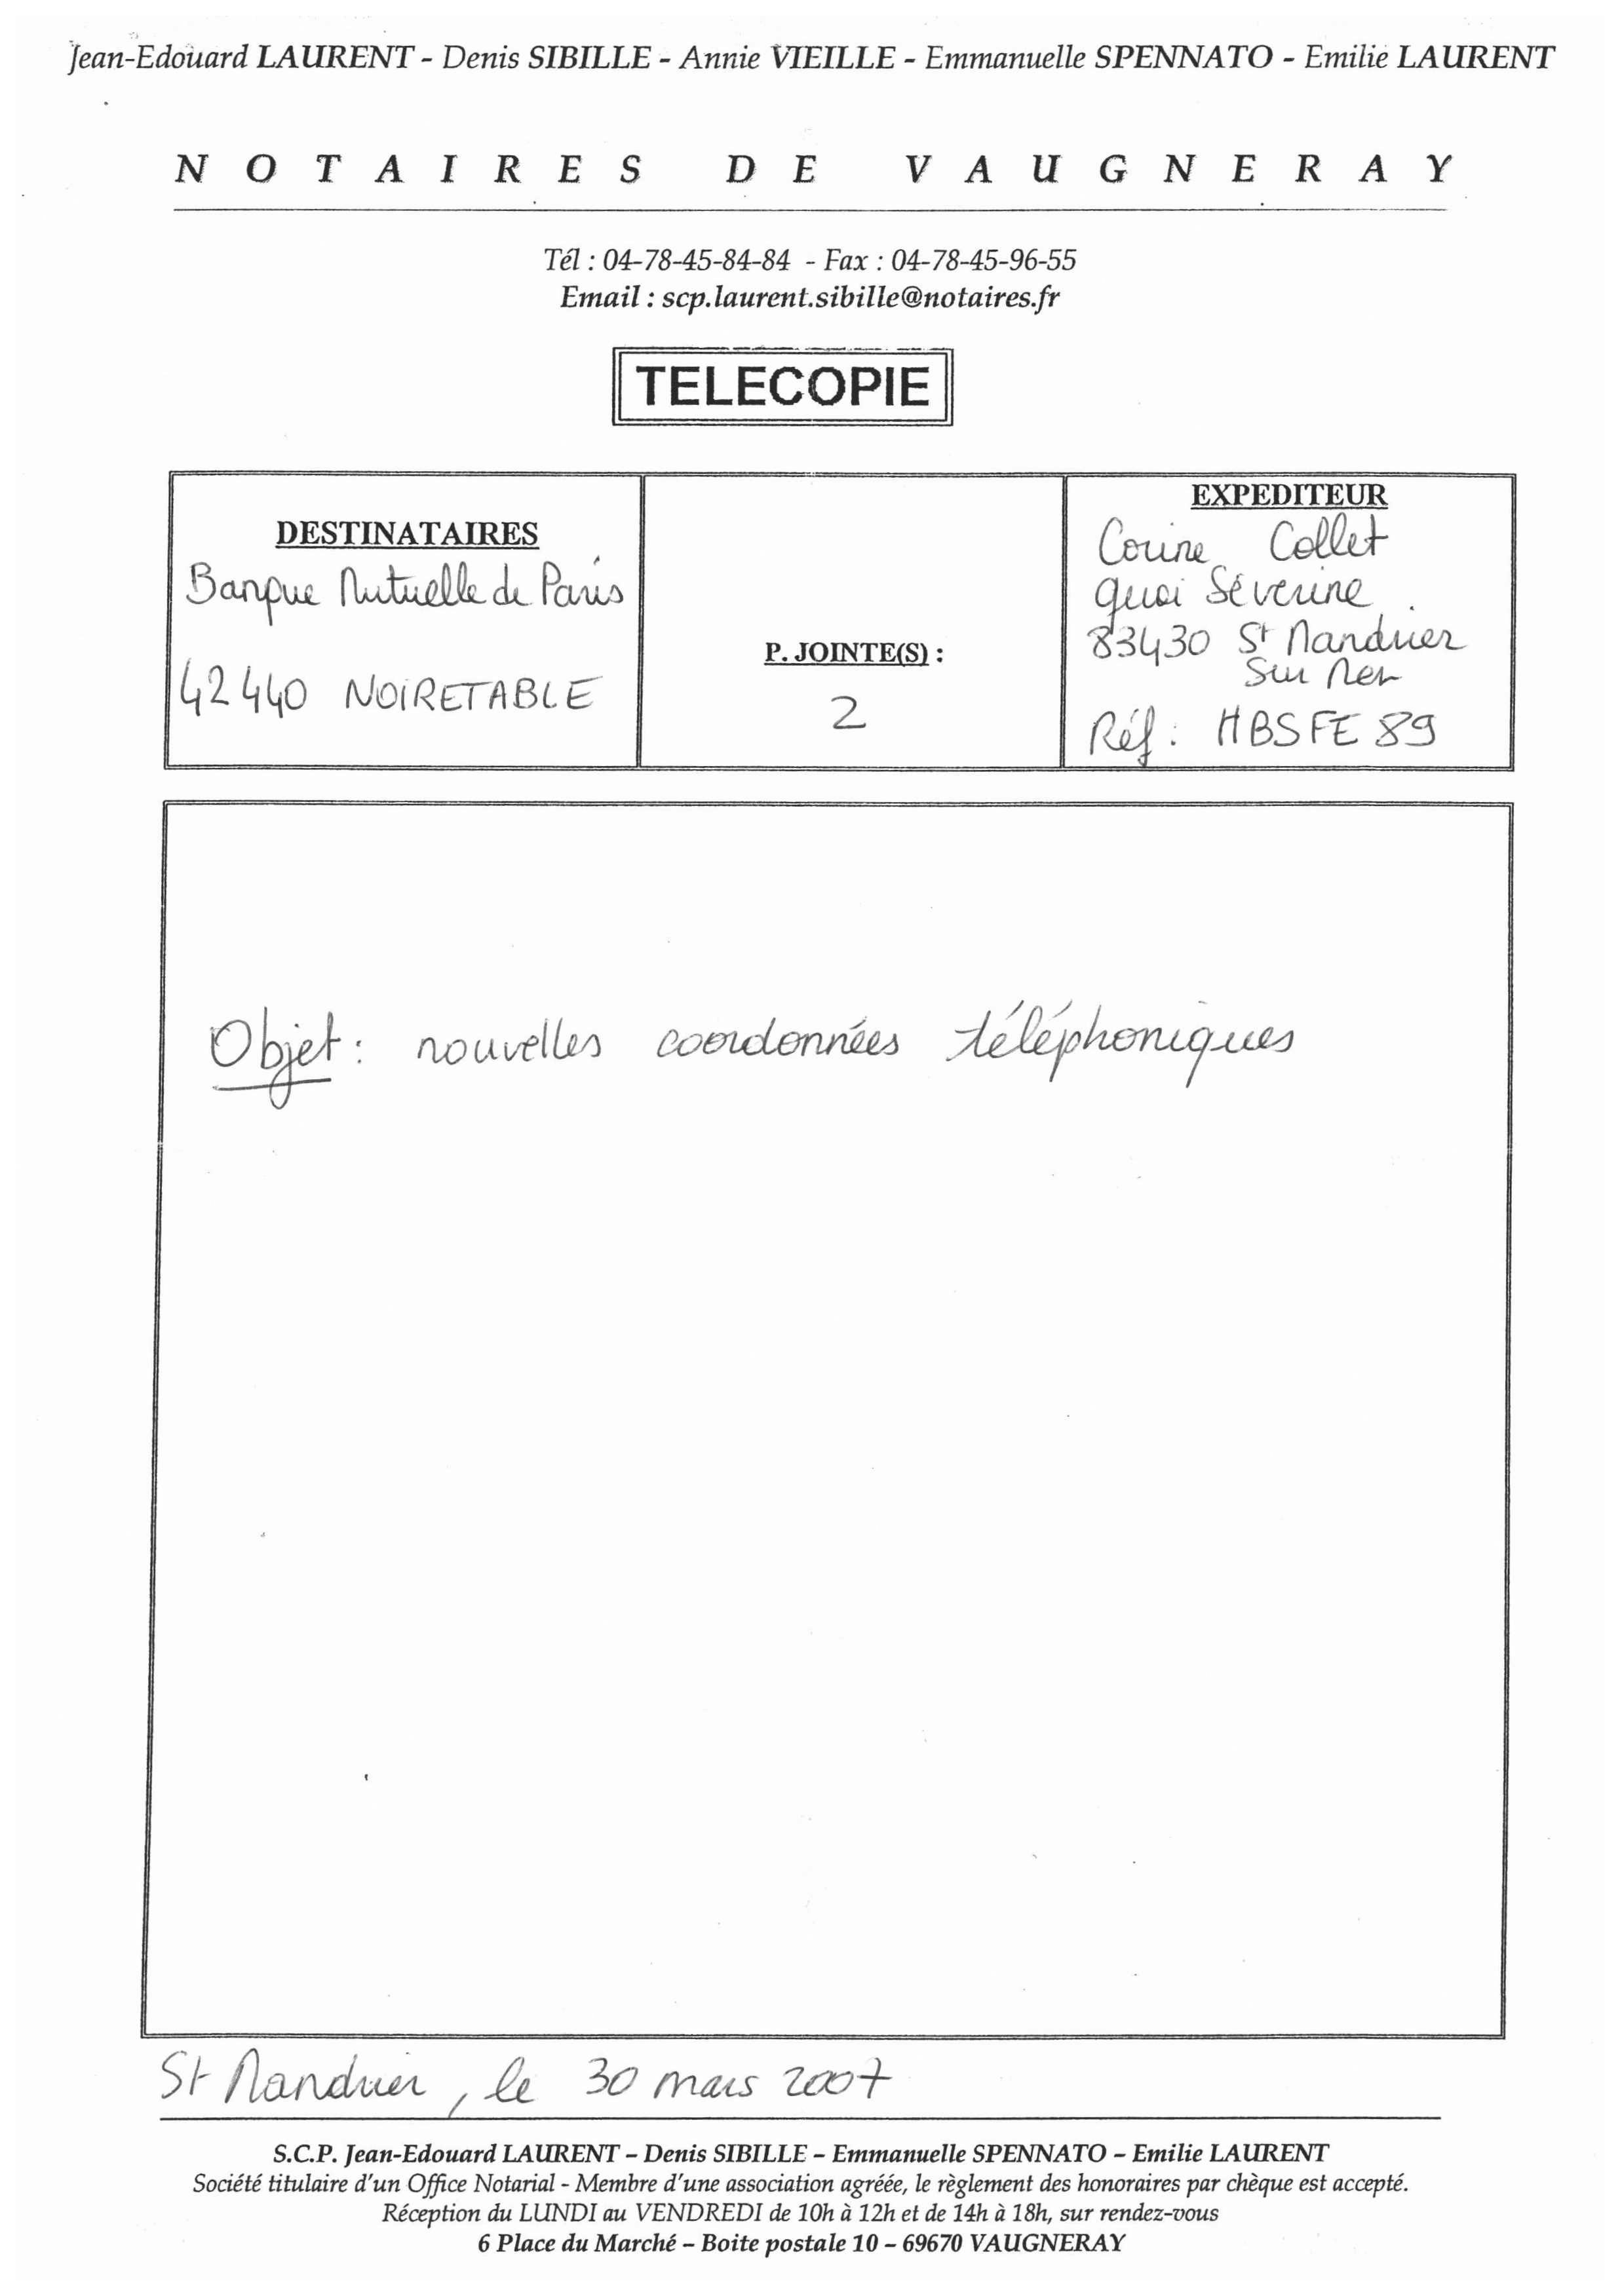 Jean-Edouard LAURENT - Denis SIBILLE - Annie VIEILLE - Emmanuelle SPENNATO - Emilie LAURENT
NOTAIRES DE VAUGNERAY
Tél : 04-78-45-84-84 - Fax : 04-78-45-96-55
Email : scp.laurent.sibille@notaires.fr
TELECOPIE
DESTINATAIRES
Banque Mutuelle de Paris
42440 NOIRETABLE
P. JOINTE(S) :
2
EXPEDITEUR
Corine Collet
quai Séverine
83430 St Mandrier
sur Mer
Réf : HBSFE 89
Objet : nouvelles coordonnées téléphoniques
St Mandrier, le 30 mars 2007
S.C.P. Jean-Edouard LAURENT – Denis SIBILLE – Emmanuelle SPENNATO – Emilie LAURENT
Société titulaire d'un Office Notarial - Membre d'une association agréée, le règlement des honoraires par chèque est accepté.
Réception du LUNDI au VENDREDI de 10h à 12h et de 14h à 18h, sur rendez-vous
6 Place du Marché – Boite postale 10 – 69670 VAUGNERAY